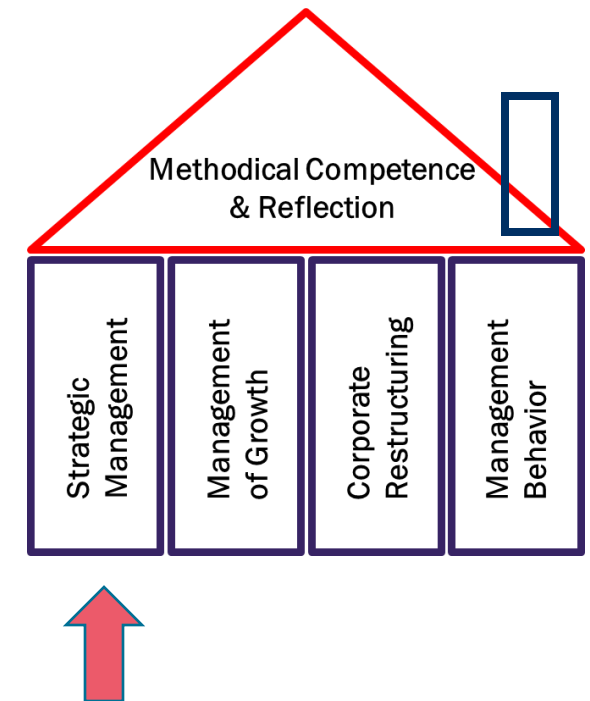 Methodical Competence
& Reflection
Strategic
Management
Management
of Growth
Corporate
Restructuring
Management
Behavior